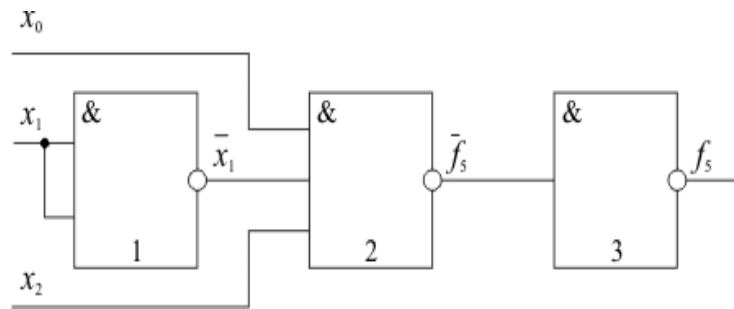 x₀
x₁
& x̄₁ 1
& f̄₅ 2
& f₅ 3
x₂